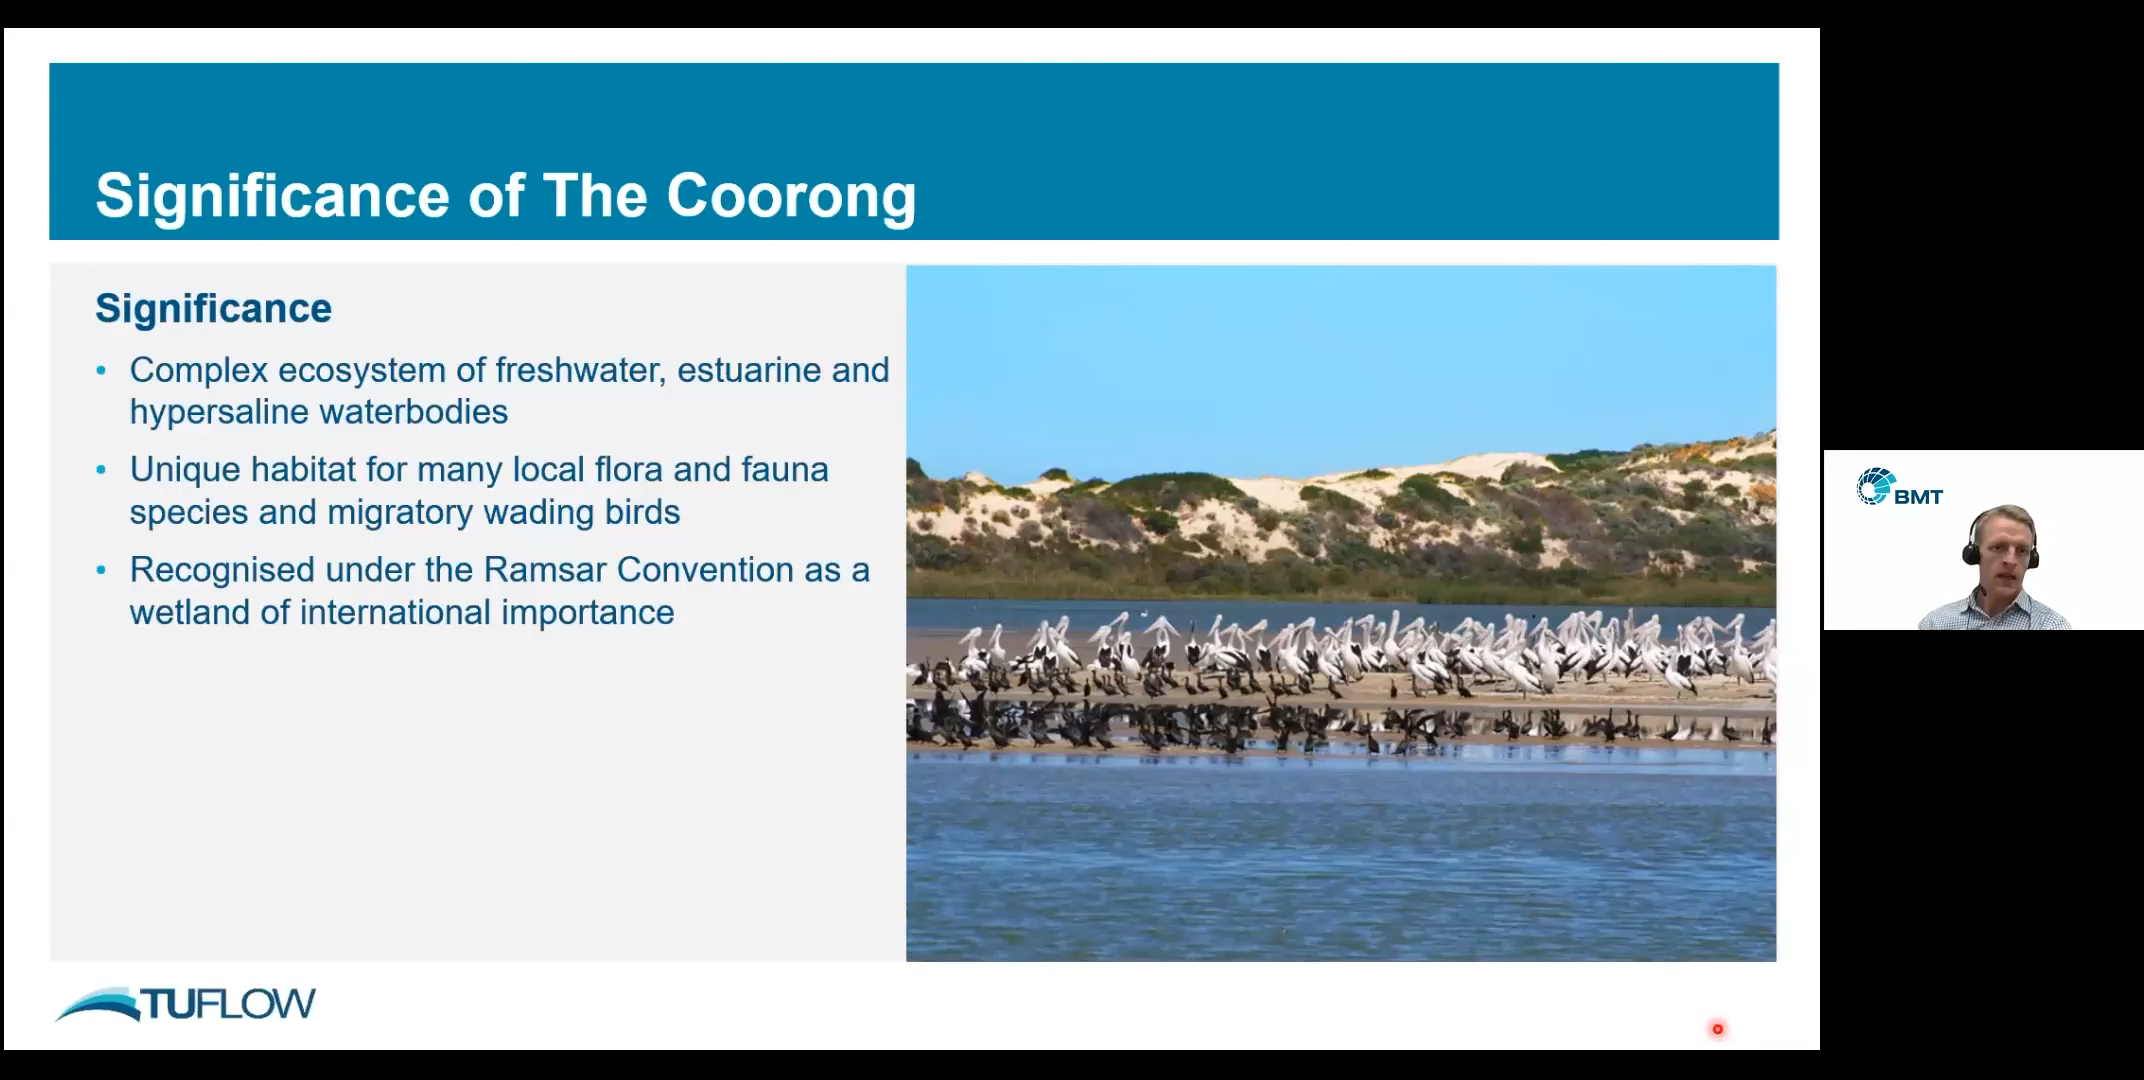 Significance of The Coorong
Significance
• Complex ecosystem of freshwater, estuarine and
hypersaline waterbodies
• Unique habitat for many local flora and fauna
species and migratory wading birds
• Recognised under the Ramsar Convention as a
wetland of international importance
BMT
TUFLOW